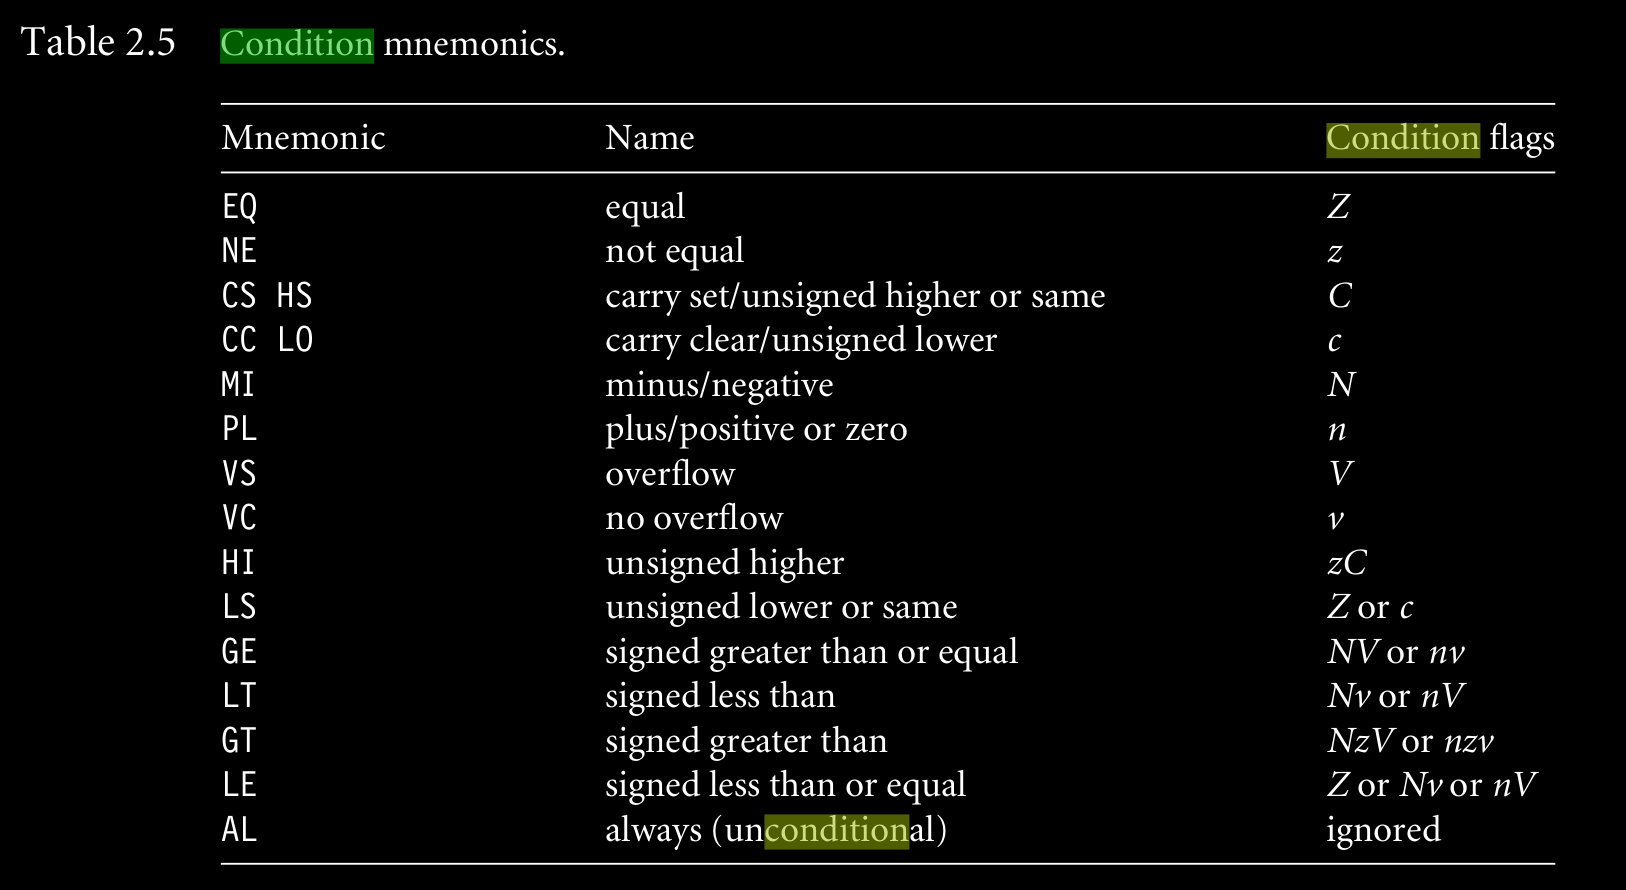 Table 2.5 Condition mnemonics.
Mnemonic Name Condition flags
EQ equal Z
NE not equal z
CS HS carry set/unsigned higher or same C
CC LO carry clear/unsigned lower c
MI minus/negative N
PL plus/positive or zero n
VS overflow V
VC no overflow v
HI unsigned higher zC
LS unsigned lower or same Z or c
GE signed greater than or equal NV or nv
LT signed less than Nv or nV
GT signed greater than NzV or nzv
LE signed less than or equal Z or Nv or nV
AL always (unconditional) ignored